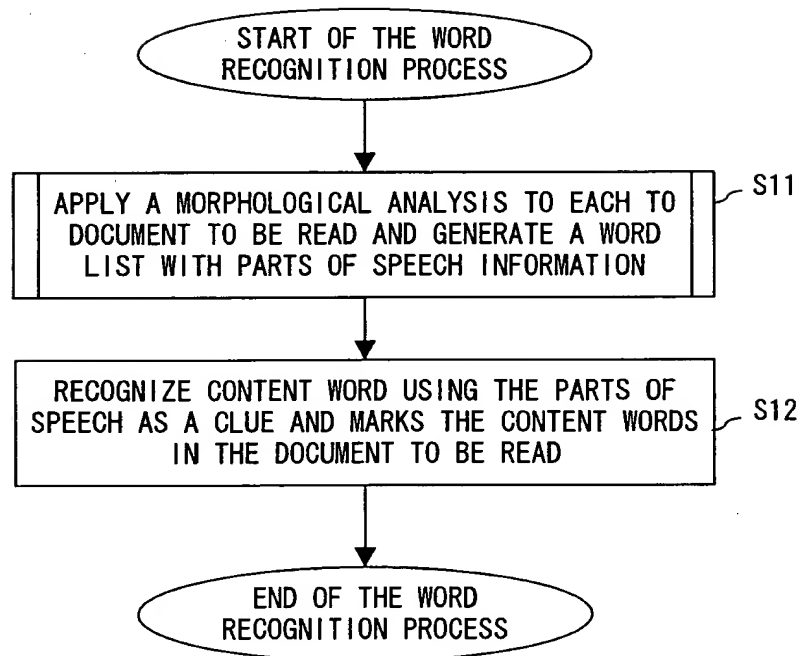 START OF THE WORD
RECOGNITION PROCESS
APPLY A MORPHOLOGICAL ANALYSIS TO EACH TO
DOCUMENT TO BE READ AND GENERATE A WORD
LIST WITH PARTS OF SPEECH INFORMATION
S11
RECOGNIZE CONTENT WORD USING THE PARTS OF
SPEECH AS A CLUE AND MARKS THE CONTENT WORDS
IN THE DOCUMENT TO BE READ
S12
END OF THE WORD
RECOGNITION PROCESS